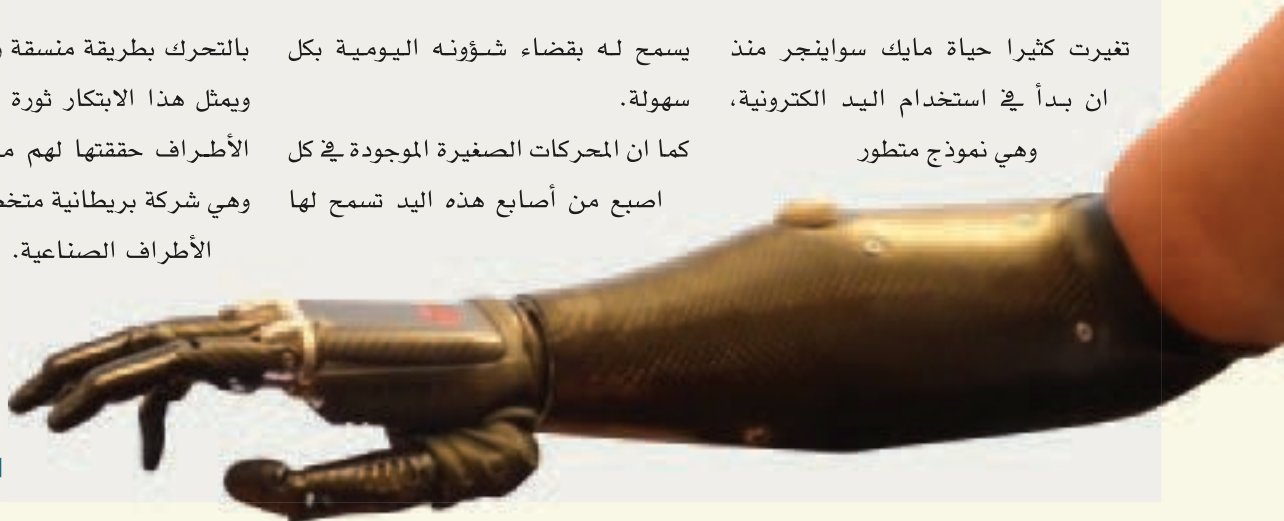 تغيرت كثيرا حياة مايك سواينجر منذ
ان بدأ في استخدام اليد الكترونية،
وهي نموذج متطور
يسمح له بقضاء شؤونه اليومية بكل
سهولة.
كما ان المحركات الصغيرة الموجودة في كل
اصبع من أصابع هذه اليد تسمح لها
بالتحرك بطريقة منسقة
ويمثل هذا الابتكار ثورة
الأطراف حققتها لهم
وهي شركة بريطانية
الأطراف الصناعية.